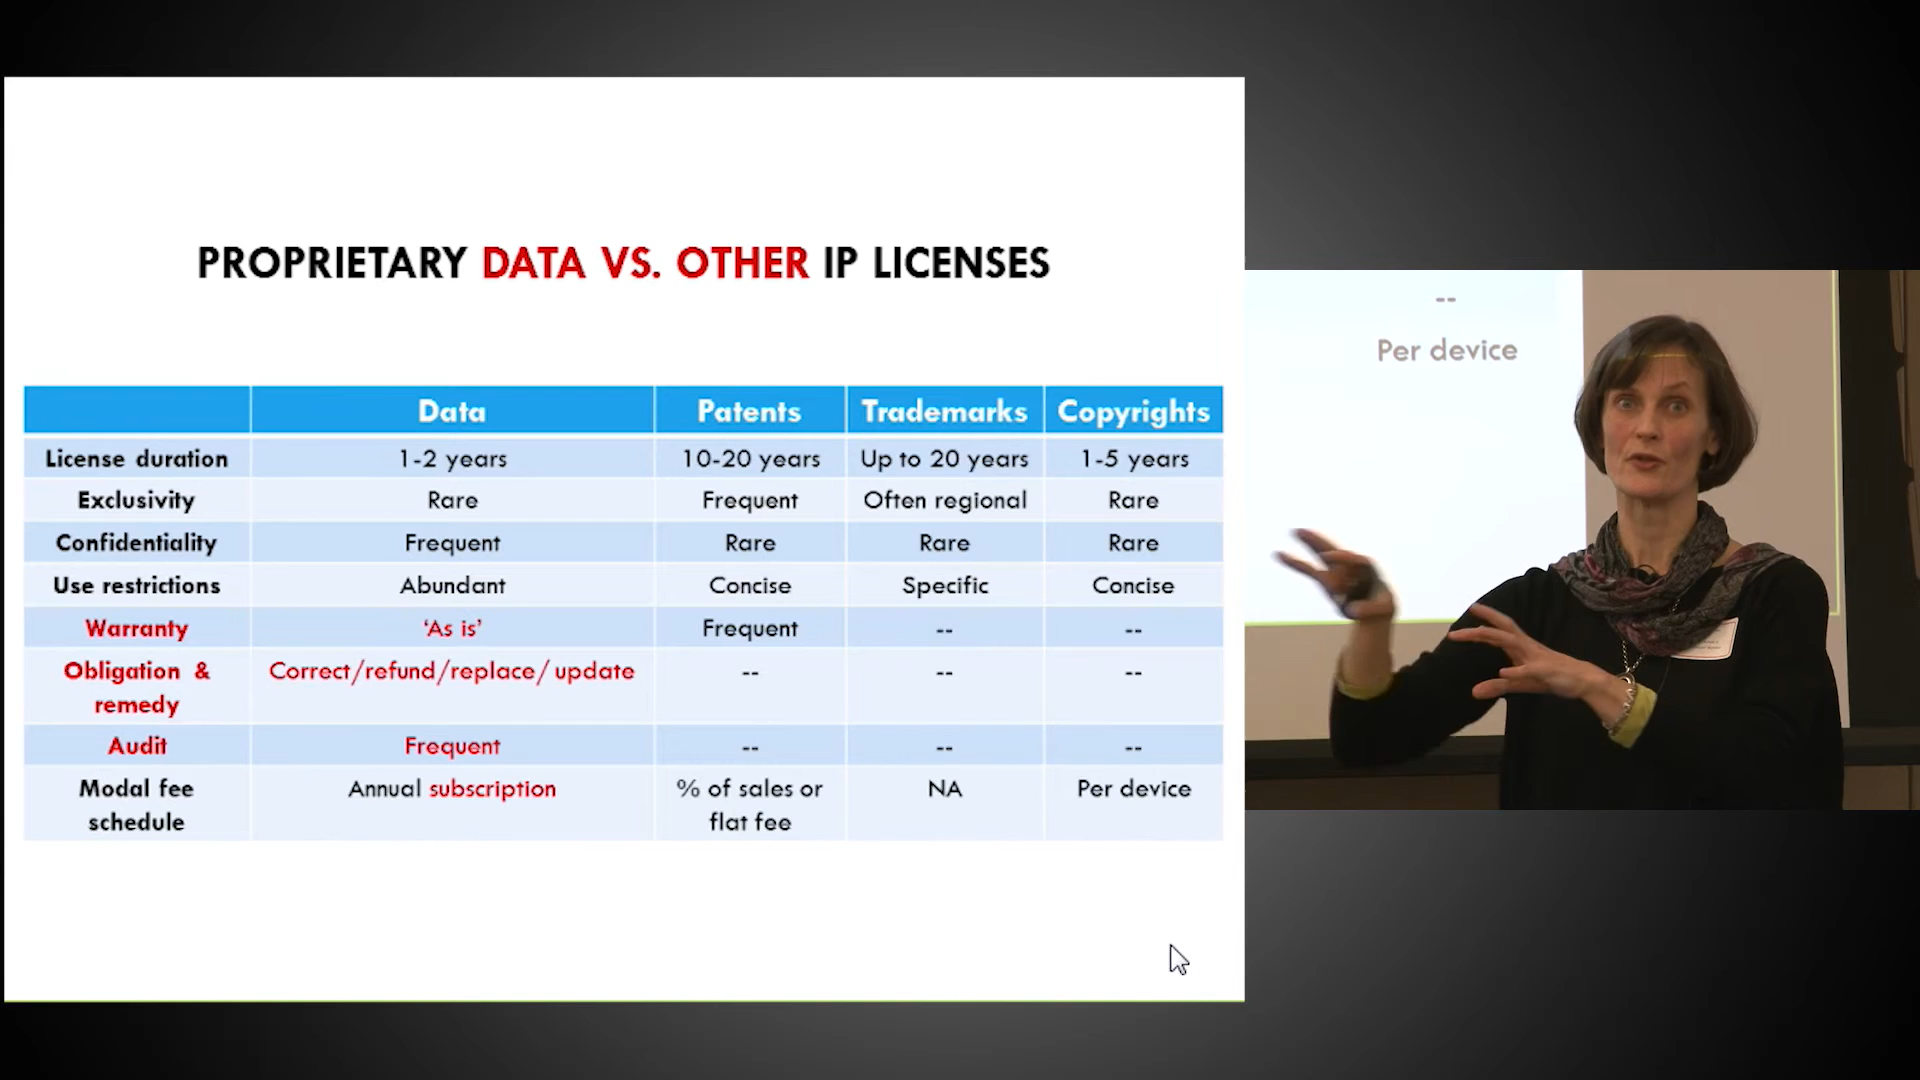 PROPRIETARY DATA VS. OTHER IP LICENSES
Data Patents Trademarks Copyrights
License duration 1-2 years 10-20 years Up to 20 years 1-5 years
Exclusivity Rare Frequent Often regional Rare
Confidentiality Frequent Rare Rare Rare
Use restrictions Abundant Concise Specific Concise
Warranty ‘As is’ Frequent -- --
Obligation & Correct/refund/replace/ update -- -- --
remedy
Audit Frequent -- -- --
Modal fee Annual subscription % of sales or NA Per device
schedule flat fee
--
Per device